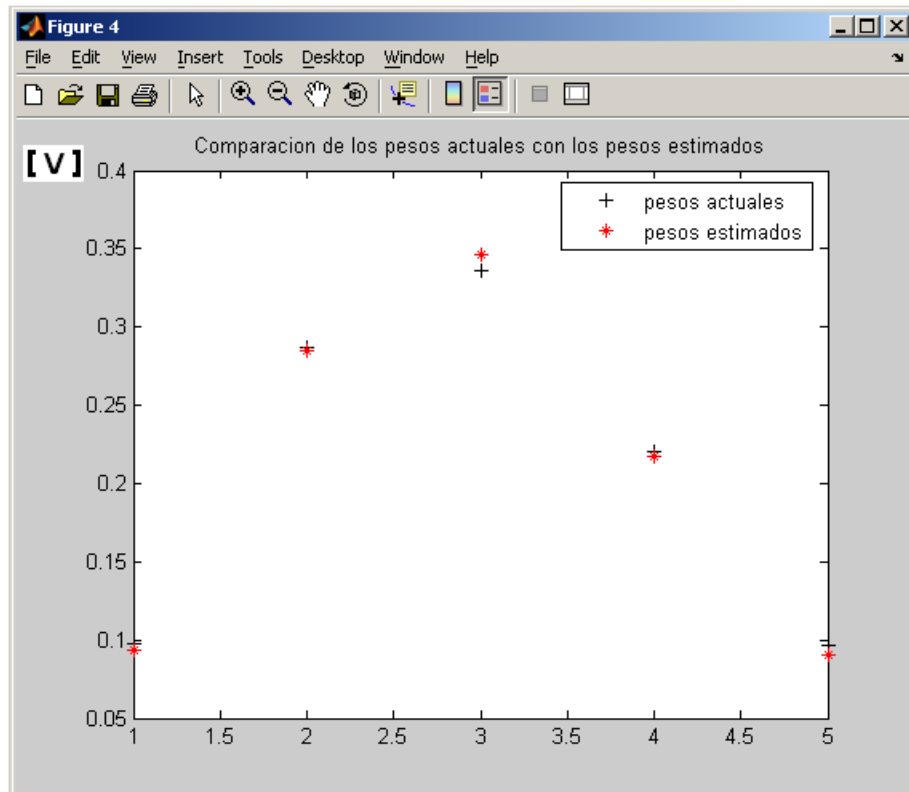 Figure 4
File Edit View Insert Tools Desktop Window Help
Comparacion de los pesos actuales con los pesos estimados
[ V ]
0.4
pesos actuales
pesos estimados
0.35
0.3
0.25
0.2
0.15
0.1
0.05
1 1.5 2 2.5 3 3.5 4 4.5 5